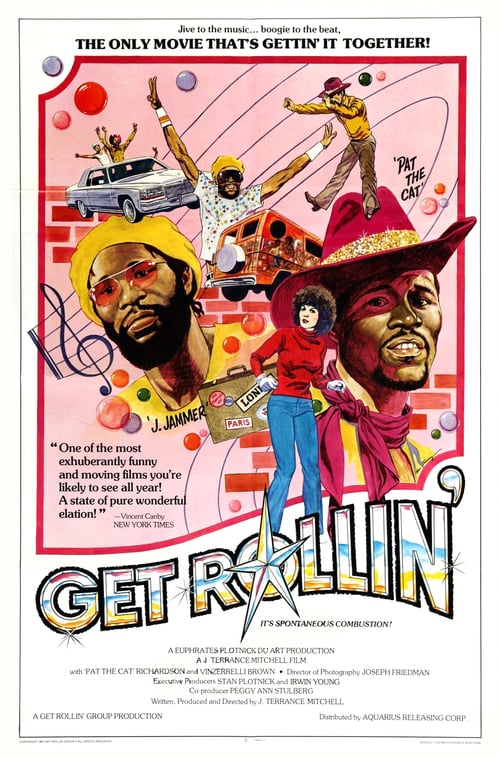 Jive to the music... boogie to the beat,
THE ONLY MOVIE THAT'S GETTIN' IT TOGETHER!
'PAT
THE
CAT'
'J. JAMMER'
LON
PARIS
“One of the most
exhuberantly funny
and moving films you're
likely to see all year!
A state of pure wonderful
elation!”
—Vincent Canby
NEW YORK TIMES
GET ROLLIN'
IT'S SPONTANEOUS COMBUSTION!
A EUPHRATES PLOTNICK DU ART PRODUCTION
A J. TERRANCE MITCHELL FILM
with 'PAT THE CAT' RICHARDSON and VINZERRELLI BROWN • Director of Photography JOSEPH FRIEDMAN
Executive Producers STAN PLOTNICK and IRWIN YOUNG
Co-producer PEGGY ANN STULBERG
Written, Produced and Directed by J. TERRANCE MITCHELL
A GET ROLLIN' GROUP PRODUCTION
Distributed by AQUARIUS RELEASING CORP.